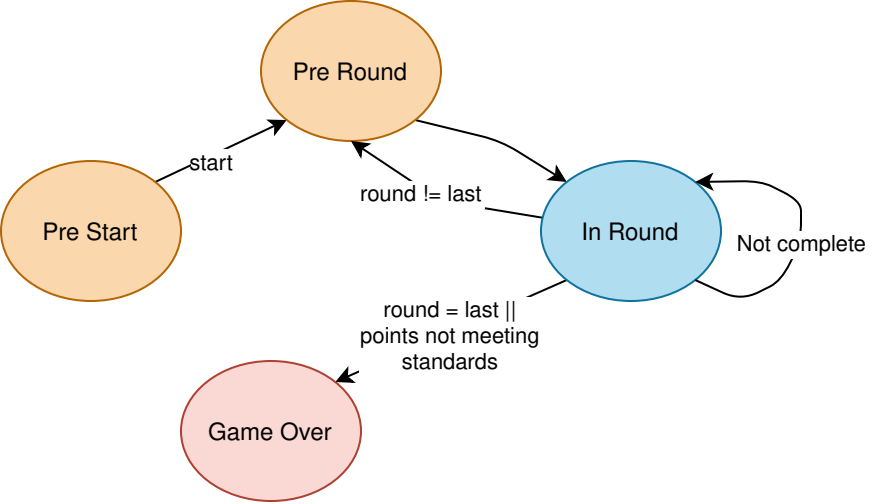 Pre Round
start
round != last
Pre Start
In Round
Not complete
round = last ||
points not meeting
standards
Game Over